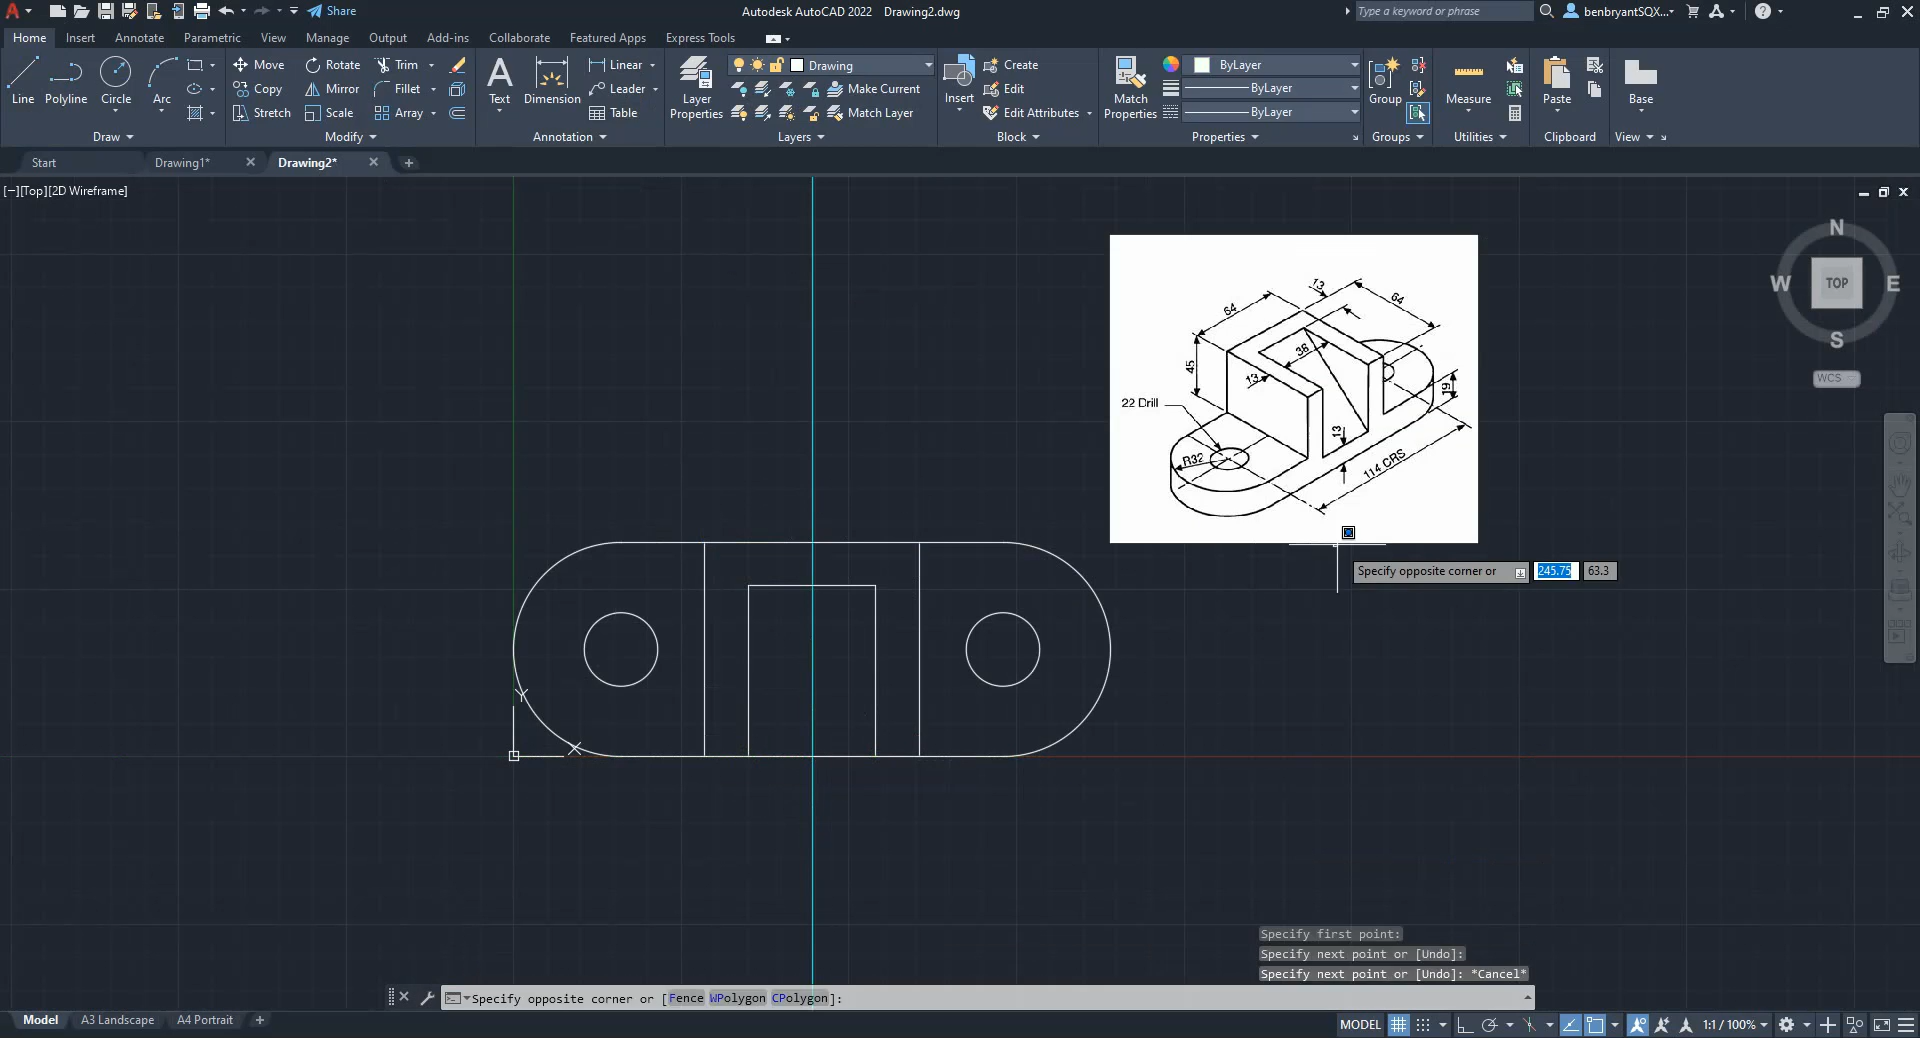 Share
Autodesk AutoCAD 2022 Drawing2.dwg
Type a keyword or phrase
benbryantSQX...
Home Insert Annotate Parametric View Manage Output Add-ins Collaborate Featured Apps Express Tools
Line Polyline Circle Arc
Move Rotate Trim
Copy Mirror Fillet
Stretch Scale Array
Text Dimension
Linear
Leader
Table
Layer Properties
Drawing
Make Current
Match Layer
Insert
Create
Edit
Edit Attributes
Match Properties
ByLayer
ByLayer
ByLayer
Group Measure Paste Base
Draw Modify Annotation Layers Block Properties Groups Utilities Clipboard View
Start Drawing1* Drawing2*
[−][Top][2D Wireframe]
N
W TOP E
S
WCS
13
64 64
45 38
13
19
22 Drill
13
R32
114 CRS
Specify opposite corner or 245.75 63.3
Y
X
Specify first point:
Specify next point or [Undo]:
Specify next point or [Undo]: *Cancel*
Specify opposite corner or [Fence WPolygon CPolygon]:
Model A3 Landscape A4 Portrait
MODEL 1:1 / 100%